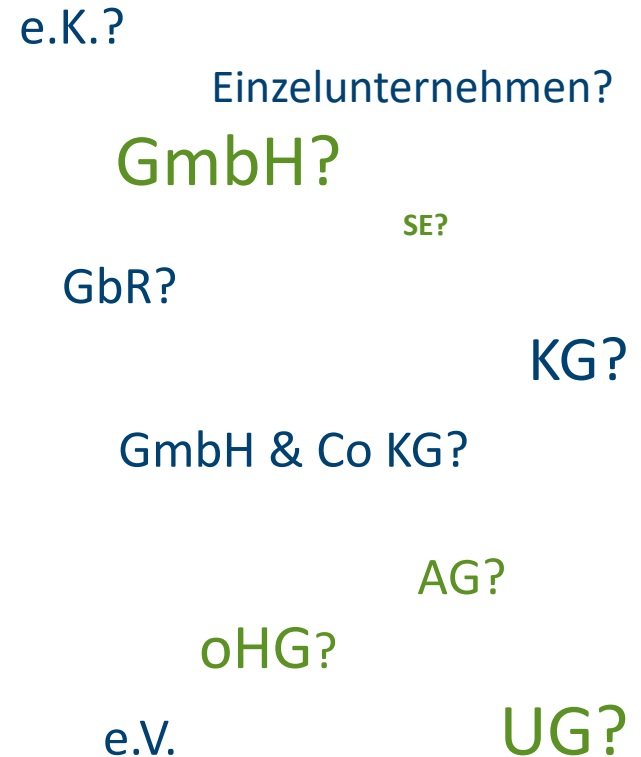 e.K.?
Einzelunternehmen?
GmbH?
SE?
GbR?
KG?
GmbH & Co KG?
AG?
oHG?
e.V.
UG?